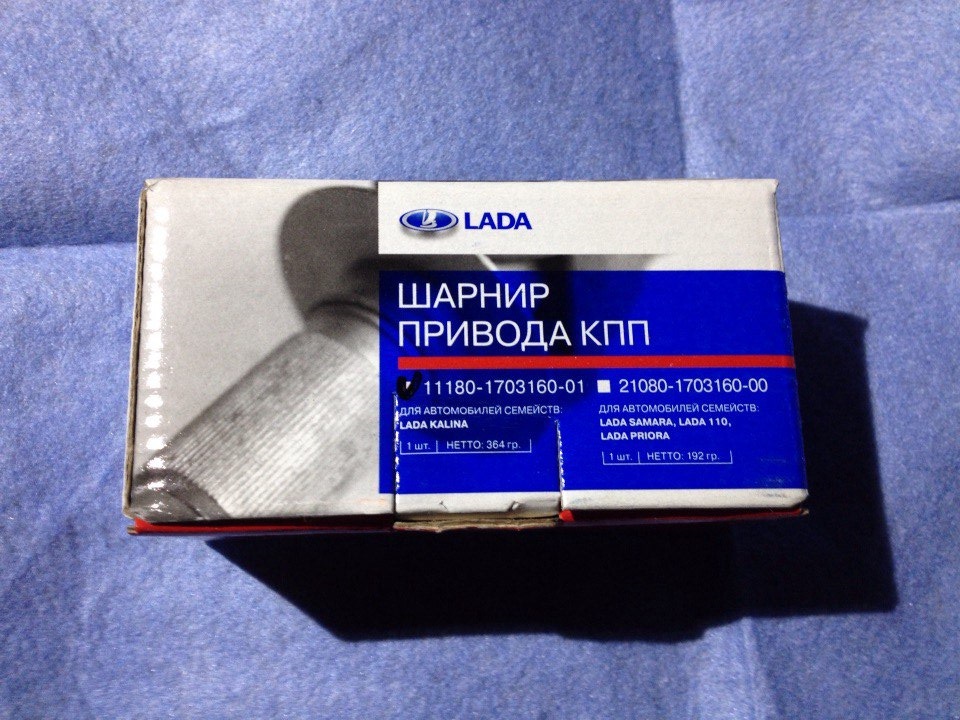 LADA
ШАРНИР
ПРИВОДА КПП
11180-1703160-01
ДЛЯ АВТОМОБИЛЕЙ СЕМЕЙСТВ:
LADA KALINA
1 шт. | НЕТТО: 364 гр.
21080-1703160-00
ДЛЯ АВТОМОБИЛЕЙ СЕМЕЙСТВ:
LADA SAMARA, LADA 110,
LADA PRIORA
1 шт. | НЕТТО: 192 гр.